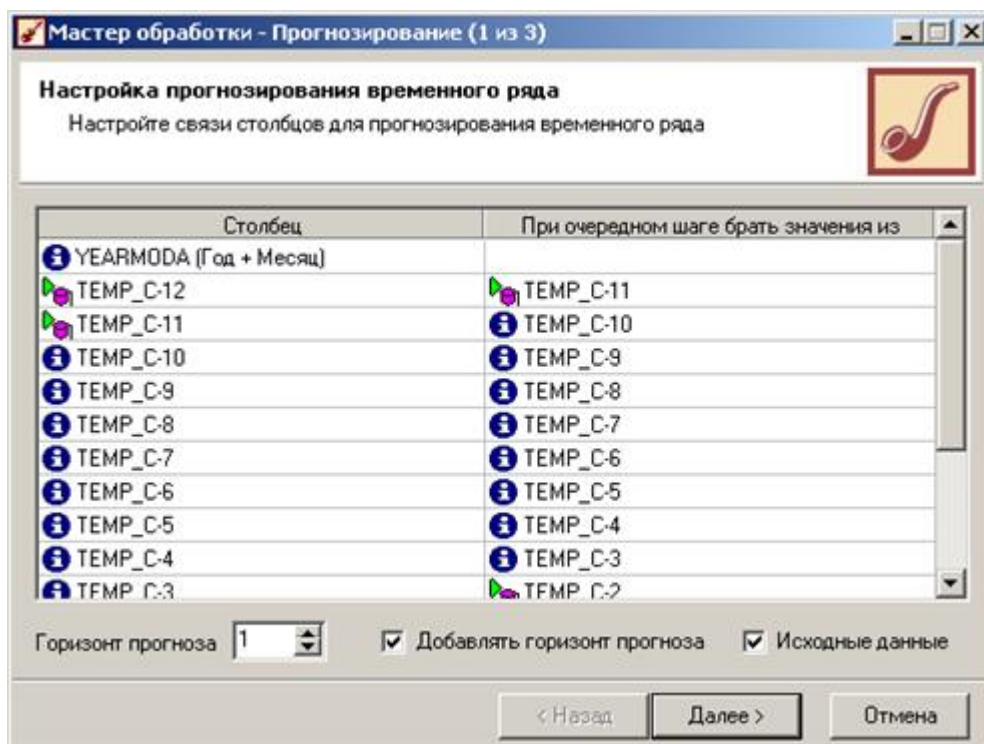 Мастер обработки - Прогнозирование (1 из 3)
Настройка прогнозирования временного ряда
Настройте связи столбцов для прогнозирования временного ряда
Столбец При очередном шаге брать значения из
YEARMODA (Год + Месяц)
TEMP_C-12 TEMP_C-11
TEMP_C-11 TEMP_C-10
TEMP_C-10 TEMP_C-9
TEMP_C-9 TEMP_C-8
TEMP_C-8 TEMP_C-7
TEMP_C-7 TEMP_C-6
TEMP_C-6 TEMP_C-5
TEMP_C-5 TEMP_C-4
TEMP_C-4 TEMP_C-3
TEMP_C-3 TEMP_C-2
Горизонт прогноза 1 Добавлять горизонт прогноза Исходные данные
< Назад Далее > Отмена